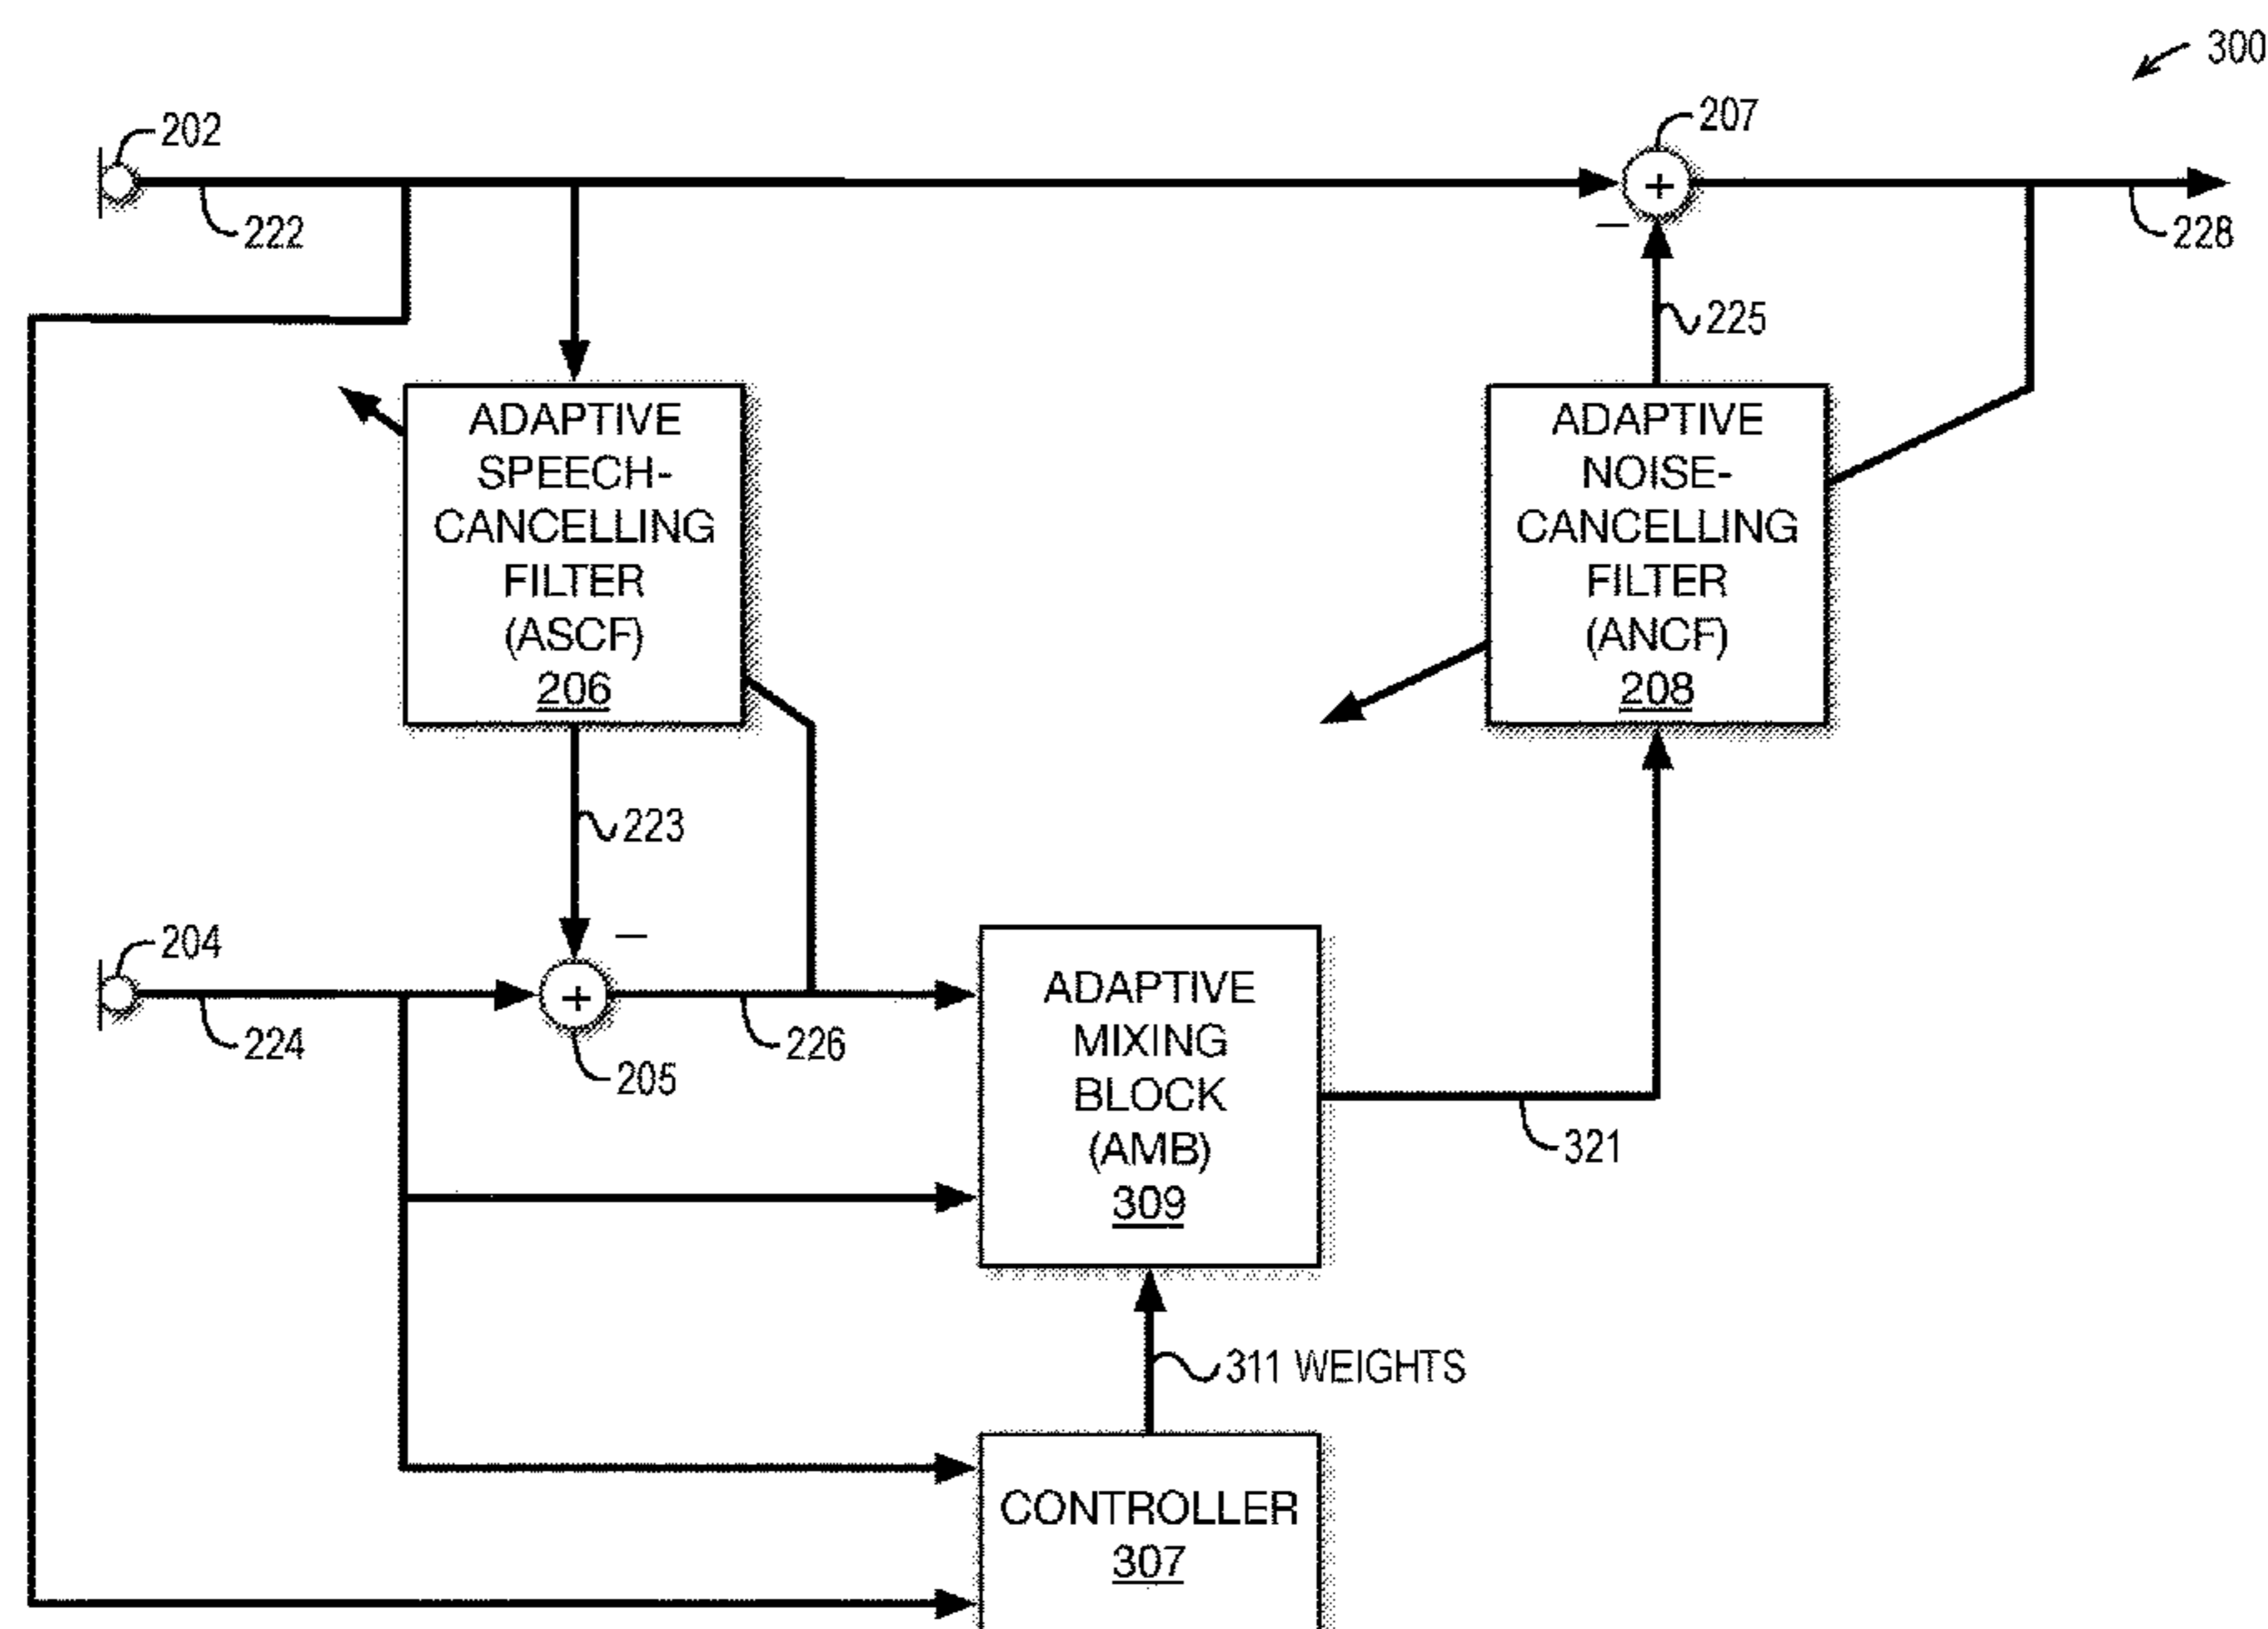 300
202
207
222
228
225
ADAPTIVE
SPEECH-
CANCELLING
FILTER
(ASCF)
206
ADAPTIVE
NOISE-
CANCELLING
FILTER
(ANCF)
208
223
204
224
205
226
ADAPTIVE
MIXING
BLOCK
(AMB)
309
321
311 WEIGHTS
CONTROLLER
307